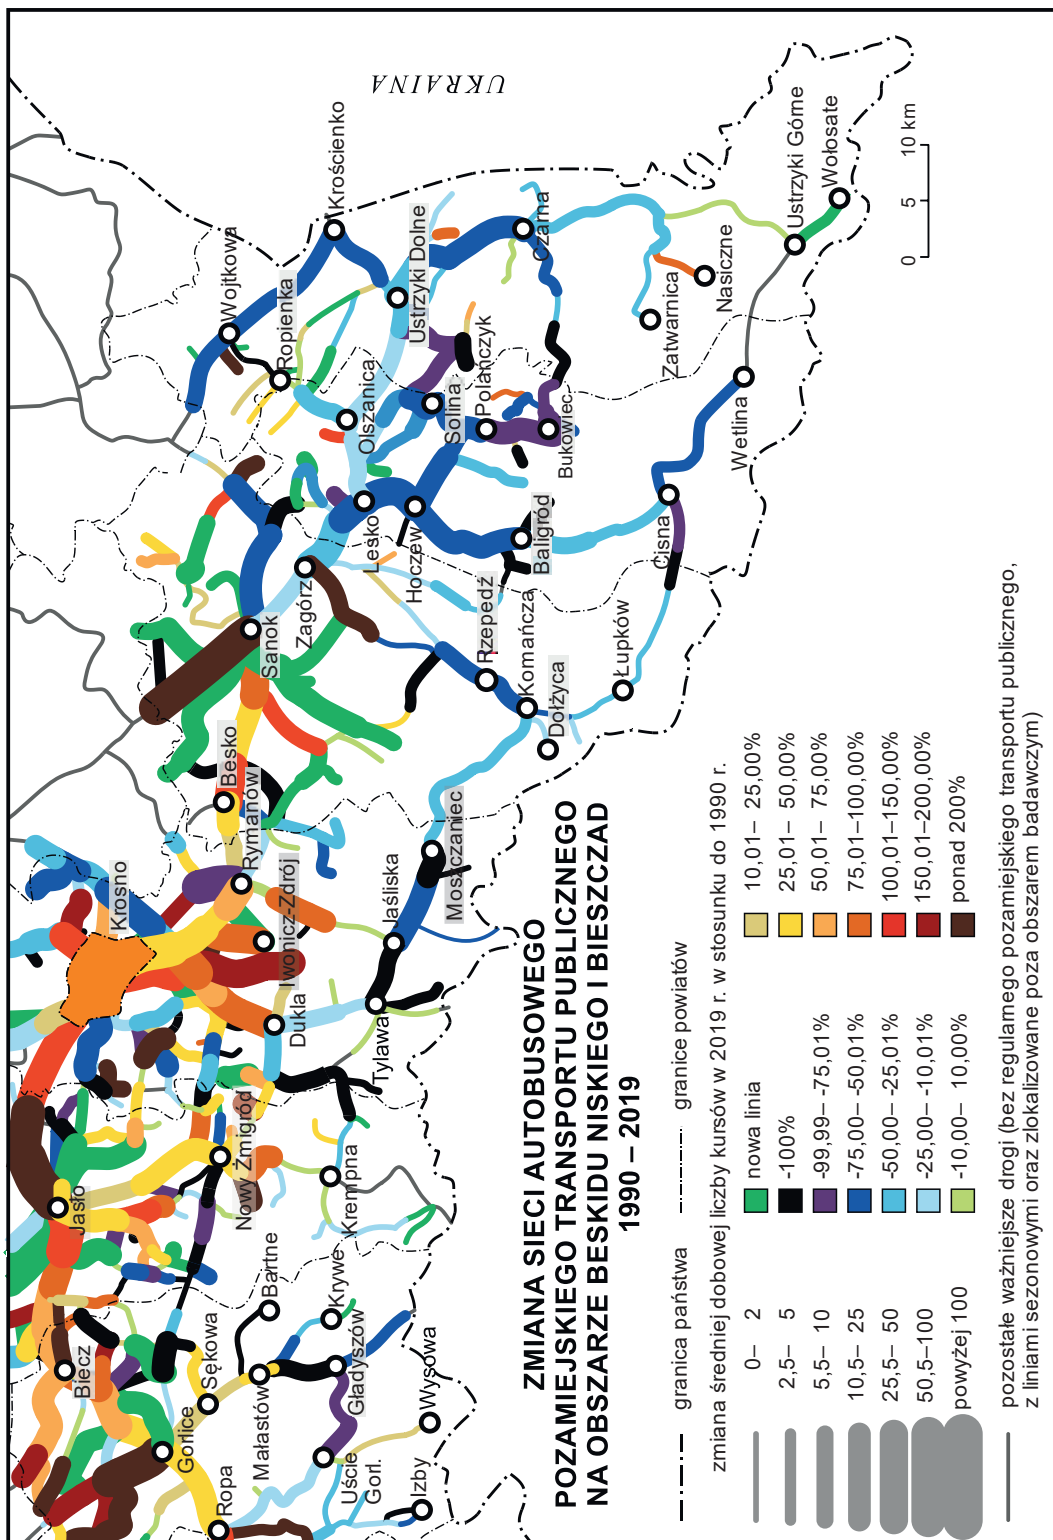 UKRAINA
Krościenko
Wojtkowa
Ropienka
Ustrzyki Dolne
Czarna
Ustrzyki Górne
Wołosate
Nasiczne
Zatwarnica
Olszanica
Solina
Polańczyk
Bukowiec
Wetlina
Lesko
Hoczew
Baligród
Cisna
Zagórz
Sanok
Rzepedź
Komańcza
Łupków
Dołżyca
Besko
Rymanów
Krosno
Iwonicz-Zdrój
Jaśliska
Moszczaniec
Dukla
Tylawa
Jasło
Nowy Żmigród
Krempna
Biecz
Bartne
Krywe
Sękowa
Gorlice
Małastów
Gładyszów
Wysowa
Ropa
Uście
Gorl.
Izby
0 5 10 km
ZMIANA SIECI AUTOBUSOWEGO
POZAMIEJSKIEGO TRANSPORTU PUBLICZNEGO
NA OBSZARZE BESKIDU NISKIEGO I BIESZCZAD
1990 – 2019
granica państwa
granice powiatów
zmiana średniej dobowej liczby kursów w 2019 r. w stosunku do 1990 r.
0– 2
2,5– 5
5,5– 10
10,5– 25
25,5– 50
50,5–100
powyżej 100
nowa linia
-100%
-99,99– -75,01%
-75,00– -50,01%
-50,00– -25,01%
-25,00– -10,01%
-10,00– 10,00%
10,01– 25,00%
25,01– 50,00%
50,01– 75,00%
75,01–100,00%
100,01–150,00%
150,01–200,00%
ponad 200%
pozostałe ważniejsze drogi (bez regularnego pozamiejskiego transportu publicznego,
z liniami sezonowymi oraz zlokalizowane poza obszarem badawczym)